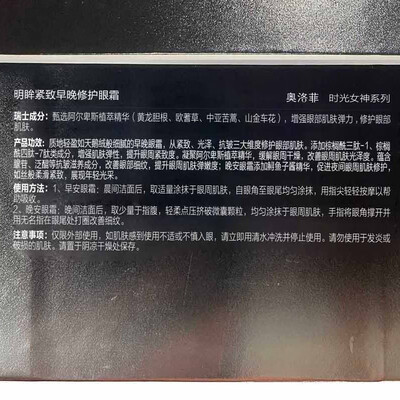 明眸紧致早晚修护眼霜
奥洛菲 时光女神系列
瑞士成分：甄选阿尔卑斯植萃精华（黄龙胆根、欧蓍草、中亚苦蒿、山金车花），增强眼部肌肤弹力，修护眼部
肌肤。
产品功效：质地轻盈如天鹅绒般细腻的早晚眼霜，从紧致、光泽、抗皱三大维度修护眼部肌肤，添加棕榈酰三肽-1、棕榈
酰四肽-7肽类成分，增强肌肤弹性，提升眼周紧致度，凝聚阿尔卑斯植萃精华，缓解眼周干燥，改善眼周肌光泽度，蕴含
腺苷、泛醌等抗皱滋养成分，改善干燥引起的细纹，提升眼周肌肤弹嫩度；晚安眼霜添加鲟鱼子酱精华，促进夜间眼周肌肤修护，
如丝般柔滑紧致，展现年轻光采。
使用方法：1、早安眼霜：晨间洁面后，取适量涂抹于眼周肌肤，自眼角至眼尾均匀涂抹，用指尖轻轻按摩以帮
助吸收。
2、晚安眼霜：晚间洁面后，取少量于指腹，轻柔点压挤破微囊颗粒，均匀涂抹于眼周肌肤，手指将眼角撑开并
用无名指在眼尾处打圈改善细纹。
注意事项：仅限外部使用，如肌肤感到使用不适或不慎入眼，请立即用清水冲洗并停止使用。请勿使用于发炎或
破损的肌肤。请置于阴凉干燥处保存。